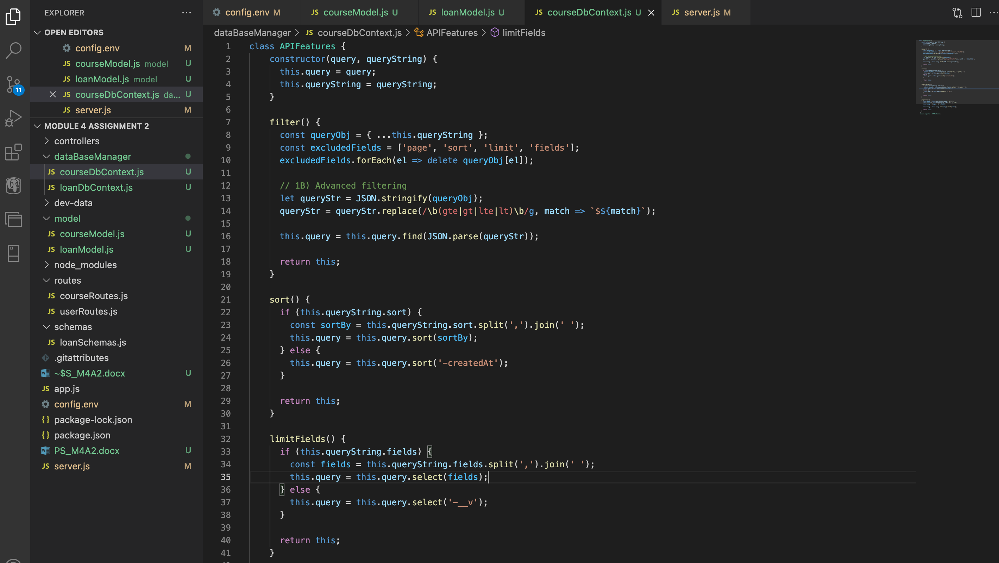 EXPLORER
OPEN EDITORS
config.env M
JS courseModel.js model U
JS loanModel.js model U
JS courseDbContext.js da... U
JS server.js M
MODULE 4 ASSIGNMENT 2
controllers
dataBaseManager
JS courseDbContext.js U
JS loanDbContext.js U
dev-data
model
JS courseModel.js U
JS loanModel.js U
node_modules
routes
JS courseRoutes.js
JS userRoutes.js
schemas
JS loanSchemas.js
.gitattributes
~$S_M4A2.docx U
JS app.js
config.env M
{} package-lock.json
{} package.json
PS_M4A2.docx U
JS server.js M
11
config.env M
JS courseModel.js U
JS loanModel.js U
JS courseDbContext.js U
JS server.js M
dataBaseManager > JS courseDbContext.js > APIFeatures > limitFields
1 class APIFeatures {
2 constructor(query, queryString) {
3 this.query = query;
4 this.queryString = queryString;
5 }
6
7 filter() {
8 const queryObj = { ...this.queryString };
9 const excludedFields = ['page', 'sort', 'limit', 'fields'];
10 excludedFields.forEach(el => delete queryObj[el]);
11
12 // 1B) Advanced filtering
13 let queryStr = JSON.stringify(queryObj);
14 queryStr = queryStr.replace(/\b(gte|gt|lte|lt)\b/g, match => `$${match}`);
15
16 this.query = this.query.find(JSON.parse(queryStr));
17
18 return this;
19 }
20
21 sort() {
22 if (this.queryString.sort) {
23 const sortBy = this.queryString.sort.split(',').join(' ');
24 this.query = this.query.sort(sortBy);
25 } else {
26 this.query = this.query.sort('-createdAt');
27 }
28
29 return this;
30 }
31
32 limitFields() {
33 if (this.queryString.fields) {
34 const fields = this.queryString.fields.split(',').join(' ');
35 this.query = this.query.select(fields);
36 } else {
37 this.query = this.query.select('-__v');
38 }
39
40 return this;
41 }